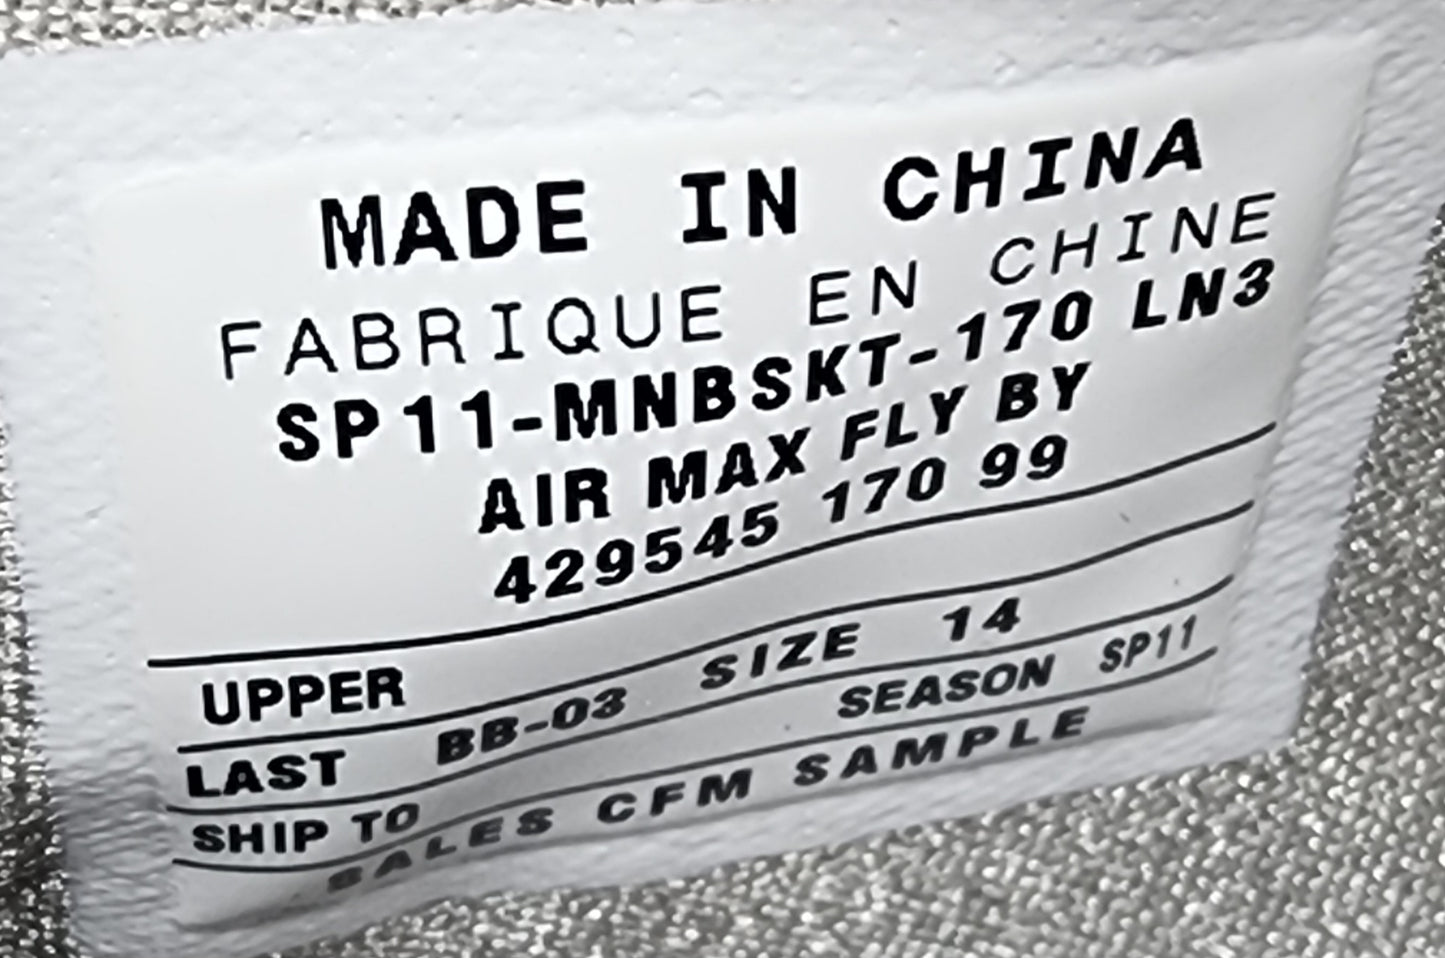 MADE IN CHINA
FABRIQUE EN CHINE
SP11-MNBSKT-170 LN3
AIR MAX FLY BY
429545 170 99
UPPER
LAST BB-03 SIZE 14
SHIP TO SEASON SP11
SALES CFM SAMPLE